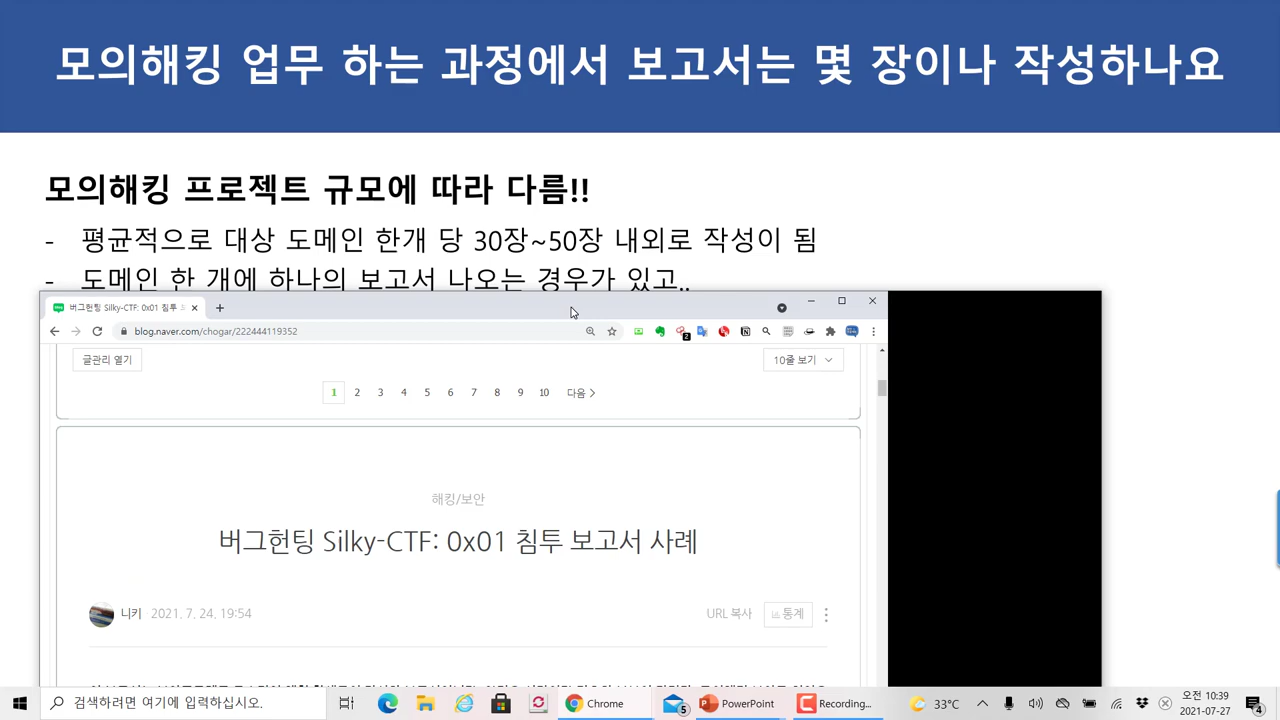 모의해킹 업무 하는 과정에서 보고서는 몇 장이나 작성하나요
모의해킹 프로젝트 규모에 따라 다름!!
- 평균적으로 대상 도메인 한개 당 30장~50장 내외로 작성이 됨
- 도메인 한 개에 하나의 보고서 나오는 경우가 있고..
버그헌팅 Silky-CTF: 0x01 침투
blog.naver.com/chogar/222444119352
2
글관리 열기
10줄 보기
1 2 3 4 5 6 7 8 9 10 다음 >
해킹/보안
버그헌팅 Silky-CTF: 0x01 침투 보고서 사례
니키 2021. 7. 24. 19:54
URL 복사
통계
검색하려면 여기에 입력하십시오.
Chrome
5
PowerPoint
Recording...
33℃
오전 10:39
2021-07-27
4